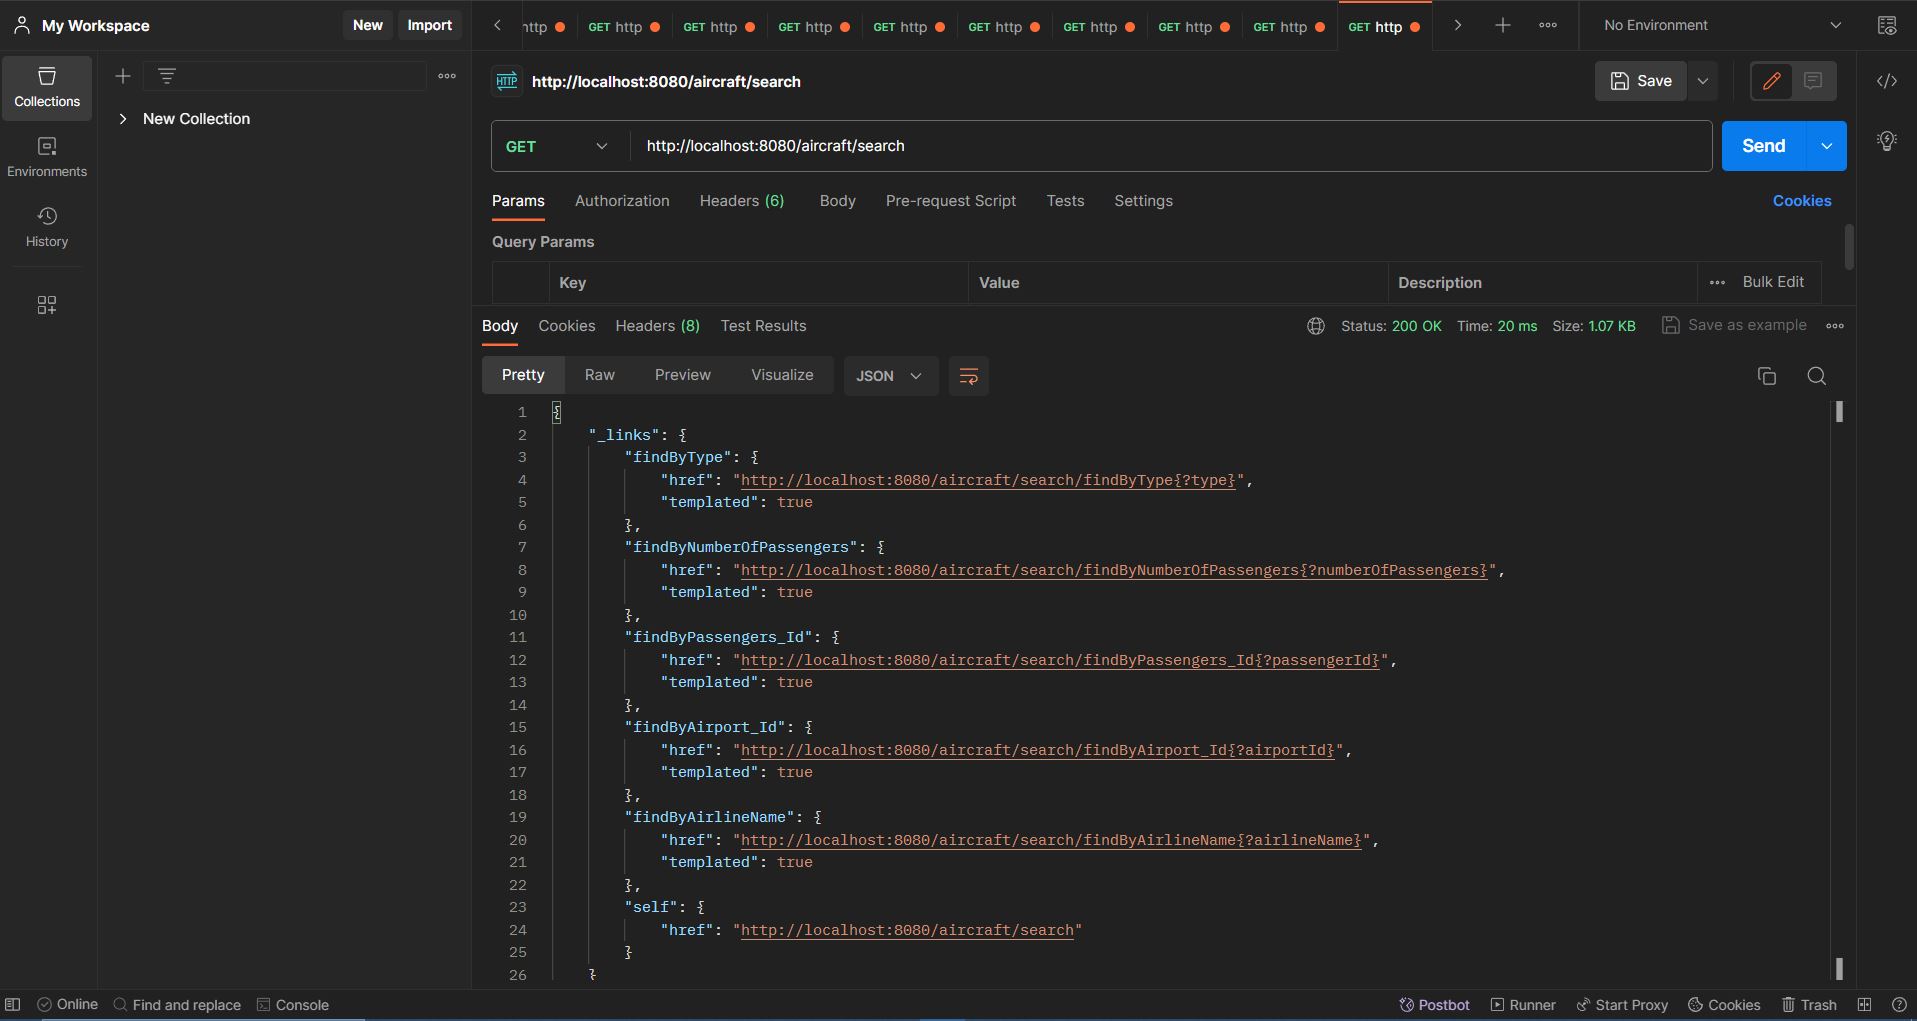 My Workspace New Import
http GET http GET http GET http GET http GET http GET http GET http GET http GET http No Environment
Collections
Environments
History
New Collection
HTTP http://localhost:8080/aircraft/search Save
GET http://localhost:8080/aircraft/search Send
Params Authorization Headers (6) Body Pre-request Script Tests Settings Cookies
Query Params
Key Value Description Bulk Edit
Body Cookies Headers (8) Test Results Status: 200 OK Time: 20 ms Size: 1.07 KB Save as example
Pretty Raw Preview Visualize JSON
1 {
2 "_links": {
3 "findByType": {
4 "href": "http://localhost:8080/aircraft/search/findByType{?type}",
5 "templated": true
6 },
7 "findByNumberOfPassengers": {
8 "href": "http://localhost:8080/aircraft/search/findByNumberOfPassengers{?numberOfPassengers}",
9 "templated": true
10 },
11 "findByPassengers_Id": {
12 "href": "http://localhost:8080/aircraft/search/findByPassengers_Id{?passengerId}",
13 "templated": true
14 },
15 "findByAirport_Id": {
16 "href": "http://localhost:8080/aircraft/search/findByAirport_Id{?airportId}",
17 "templated": true
18 },
19 "findByAirlineName": {
20 "href": "http://localhost:8080/aircraft/search/findByAirlineName{?airlineName}",
21 "templated": true
22 },
23 "self": {
24 "href": "http://localhost:8080/aircraft/search"
25 }
26 }
Online Find and replace Console Postbot Runner Start Proxy Cookies Trash